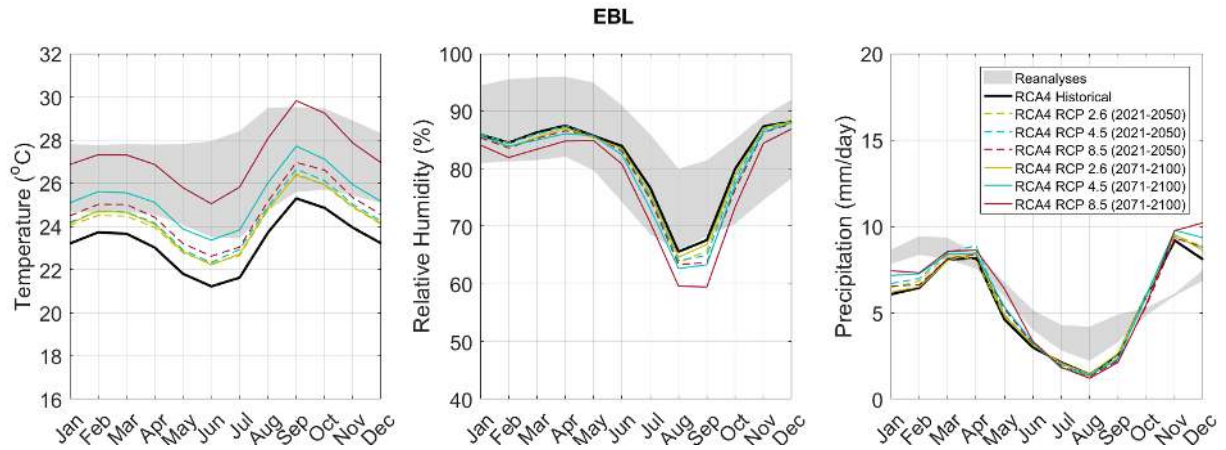 EBL
Temperature (°C)
32
30
28
26
24
22
20
18
16
Jan
Feb
Mar
Apr
May
Jun
Jul
Aug
Sep
Oct
Nov
Dec
Relative Humidity (%)
100
90
80
70
60
50
40
Jan
Feb
Mar
Apr
May
Jun
Jul
Aug
Sep
Oct
Nov
Dec
Precipitation (mm/day)
20
15
10
5
0
Jan
Feb
Mar
Apr
May
Jun
Jul
Aug
Sep
Oct
Nov
Dec
Reanalyses
RCA4 Historical
RCA4 RCP 2.6 (2021-2050)
RCA4 RCP 4.5 (2021-2050)
RCA4 RCP 8.5 (2021-2050)
RCA4 RCP 2.6 (2071-2100)
RCA4 RCP 4.5 (2071-2100)
RCA4 RCP 8.5 (2071-2100)